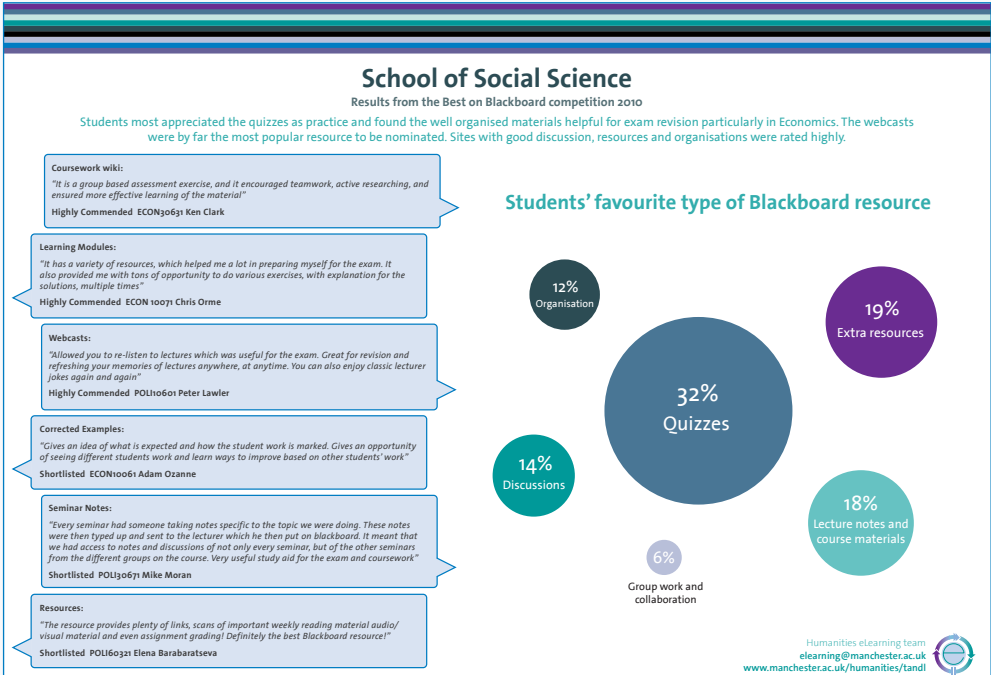 School of Social Science
Results from the Best on Blackboard competition 2010
Students most appreciated the quizzes as practice and found the well organised materials helpful for exam revision particularly in Economics. The webcasts
were by far the most popular resource to be nominated. Sites with good discussion, resources and organisations were rated highly.
Coursework wiki:
"It is a group based assessment exercise, and it encouraged teamwork, active researching, and
ensured more effective learning of the material"
Highly Commended ECON30631 Ken Clark
Learning Modules:
"It has a variety of resources, which helped me a lot in preparing myself for the exam. It
also provided me with tons of opportunity to do various exercises, with explanation for the
solutions, multiple times"
Highly Commended ECON 10071 Chris Orme
Webcasts:
"Allowed you to re-listen to lectures which was useful for the exam. Great for revision and
refreshing your memories of lectures anywhere, at anytime. You can also enjoy classic lecturer
jokes again and again"
Highly Commended POLI10601 Peter Lawler
Corrected Examples:
"Gives an idea of what is expected and how the student work is marked. Gives an opportunity
of seeing different students work and learn ways to improve based on other students' work"
Shortlisted ECON10061 Adam Ozanne
Seminar Notes:
"Every seminar had someone taking notes specific to the topic we were doing. These notes
were then typed up and sent to the lecturer which he then put on blackboard. It meant that
we had access to notes and discussions of not only every seminar, but of the other seminars
from the different groups on the course. Very useful study aid for the exam and coursework"
Shortlisted POLI30671 Mike Moran
Resources:
"The resource provides plenty of links, scans of important weekly reading material audio/
visual material and even assignment grading! Definitely the best Blackboard resource!"
Shortlisted POLI60321 Elena Barabaratseva
Students' favourite type of Blackboard resource
12%
Organisation
19%
Extra resources
32%
Quizzes
14%
Discussions
18%
Lecture notes and
course materials
6%
Group work and
collaboration
Humanities eLearning team
elearning@manchester.ac.uk
www.manchester.ac.uk/humanities/tandl